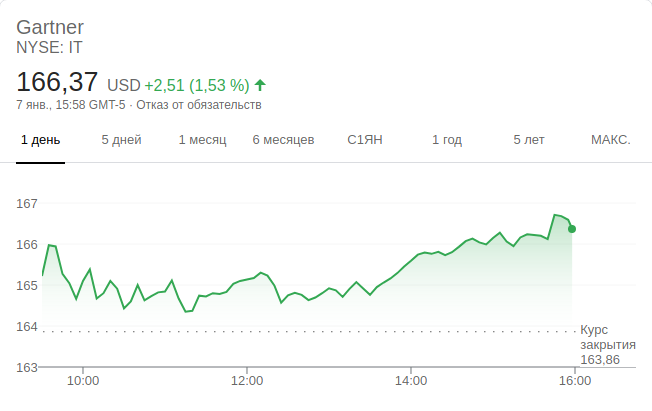 Gartner
NYSE: IT
166,37 USD +2,51 (1,53 %)
7 янв., 15:58 GMT-5 · Отказ от обязательств
1 день 5 дней 1 месяц 6 месяцев С1ЯН 1 год 5 лет МАКС.
167
166
165
164
Курс
закрытия
163,86
163
10:00 12:00 14:00 16:00